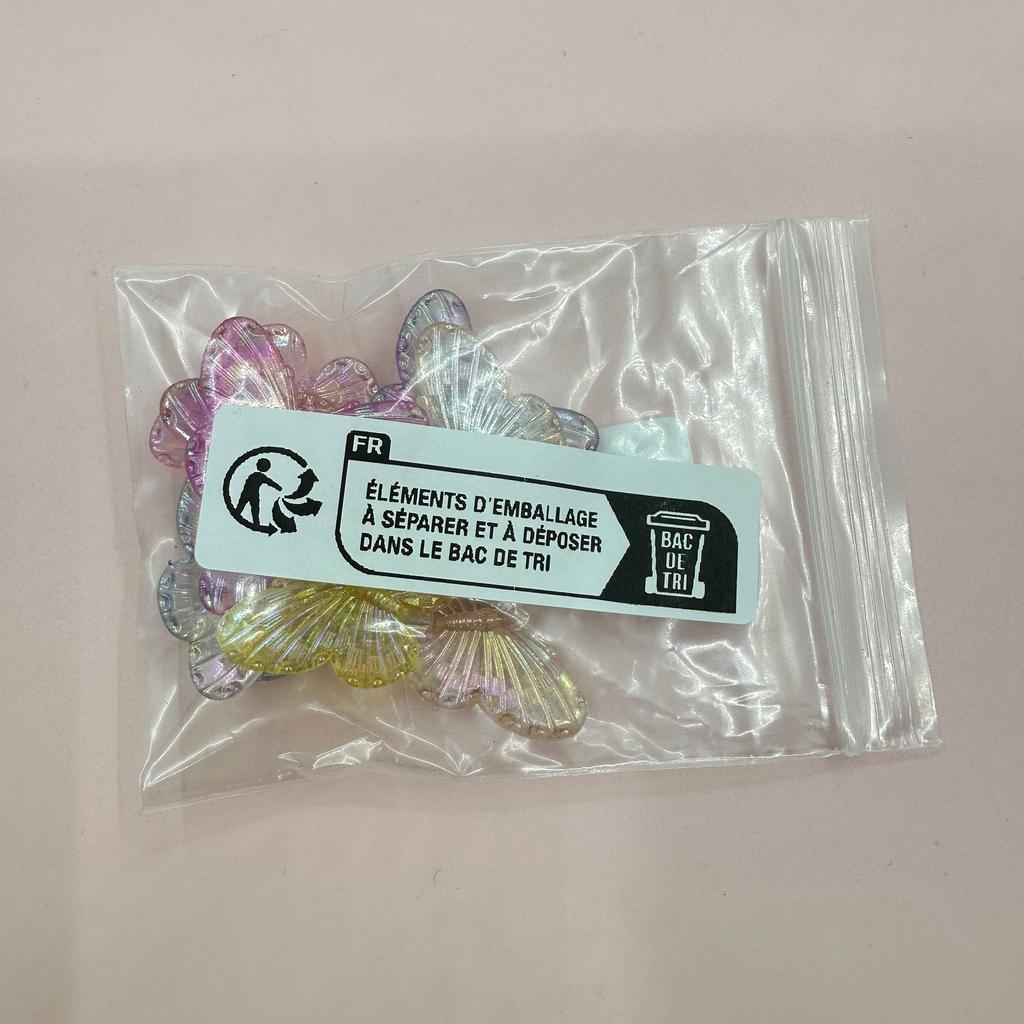 FR
ÉLÉMENTS D'EMBALLAGE
À SÉPARER ET À DÉPOSER
DANS LE BAC DE TRI
BAC
DE
TRI